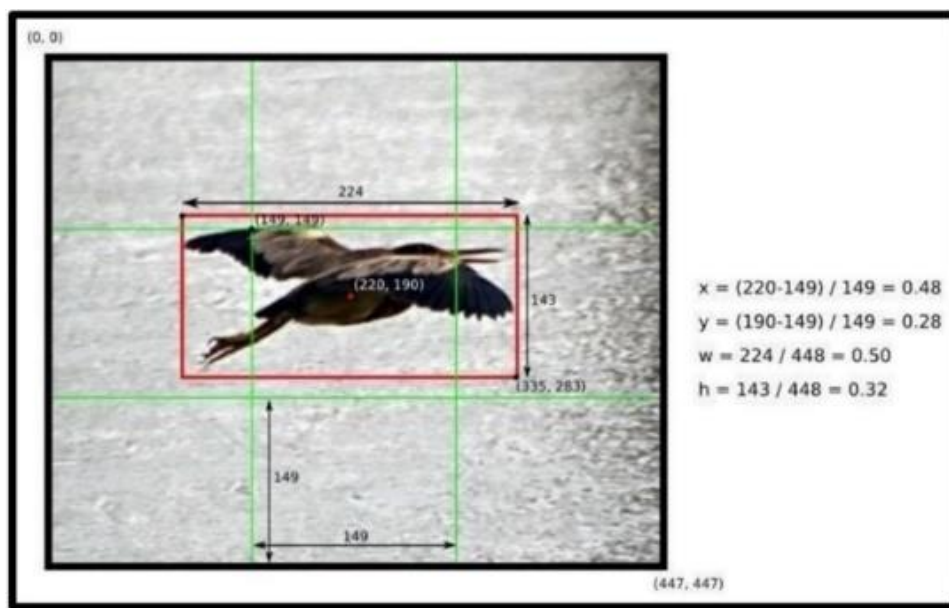 (0, 0)
224
(149, 149)
(220, 190)
143
(335, 283)
149
149
(447, 447)
x = (220-149) / 149 = 0.48
y = (190-149) / 149 = 0.28
w = 224 / 448 = 0.50
h = 143 / 448 = 0.32